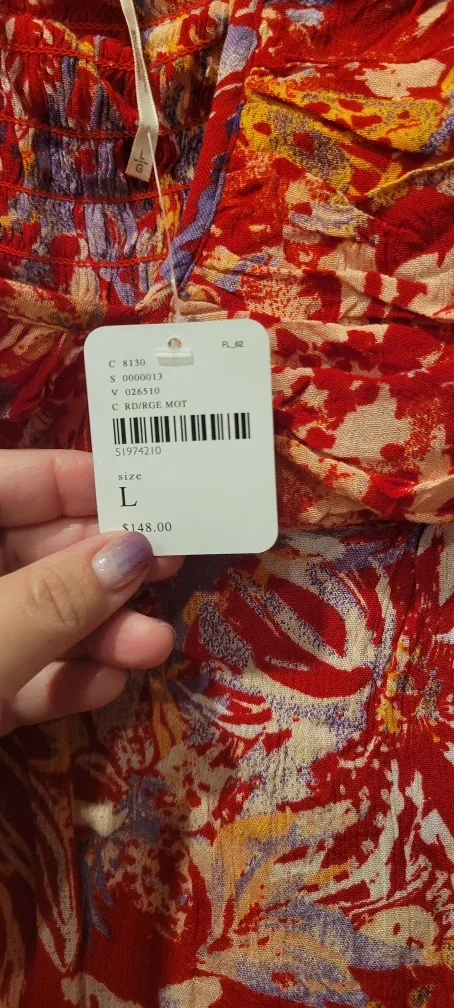 FL_62
C 8130
S 0000013
V 026510
C RD/RGE MOT
51974210
size
L
$148.00